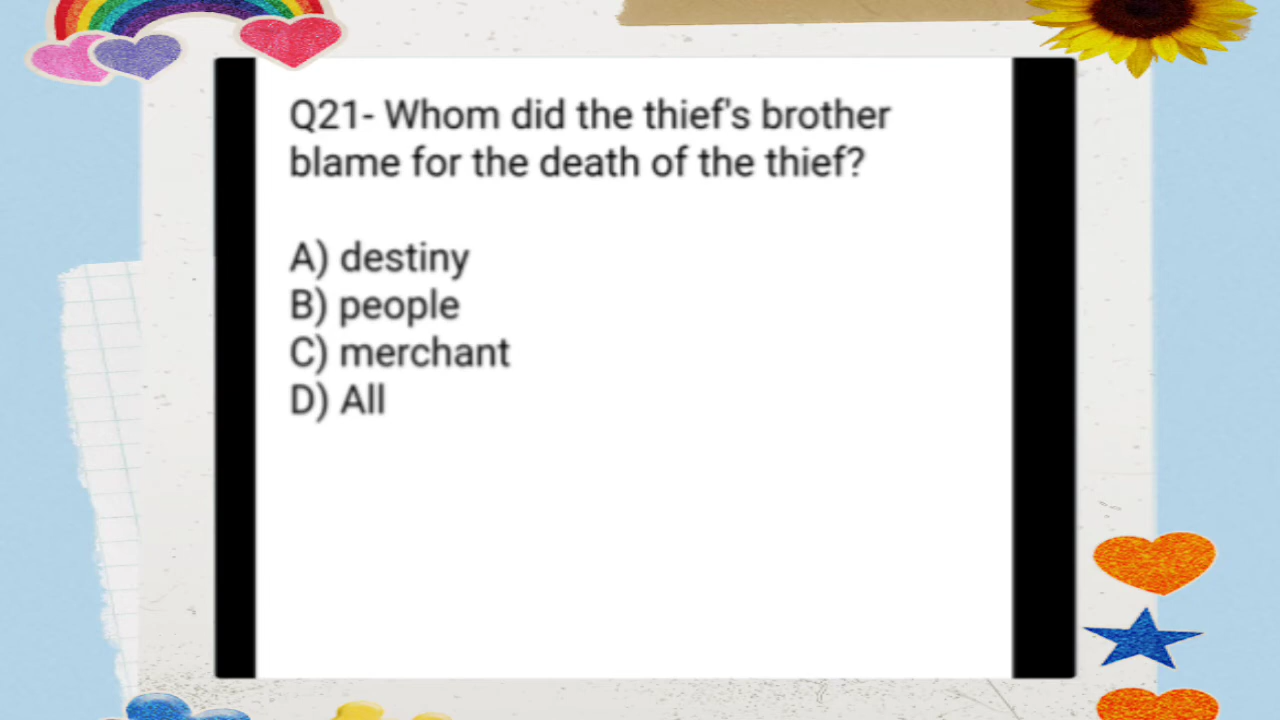 Q21- Whom did the thief's brother
blame for the death of the thief?
A) destiny
B) people
C) merchant
D) All